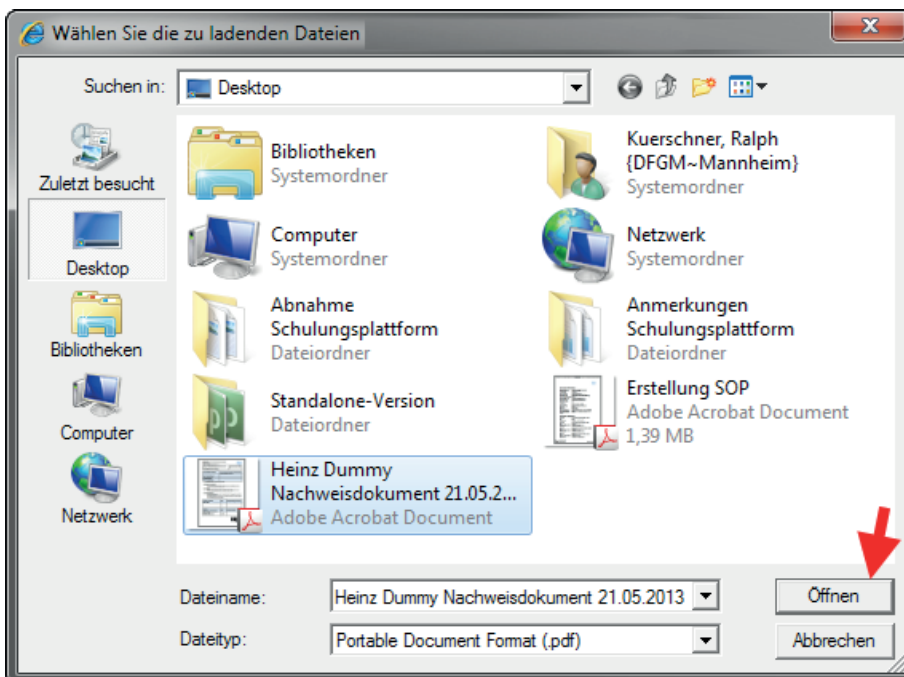 Wählen Sie die zu ladenden Dateien
Suchen in:
Desktop
Zuletzt besucht
Desktop
Bibliotheken
Computer
Netzwerk
Bibliotheken
Systemordner
Kuerschner, Ralph
{DFGM~Mannheim}
Systemordner
Computer
Systemordner
Netzwerk
Systemordner
Abnahme
Schulungsplattform
Dateiordner
Anmerkungen
Schulungsplattform
Dateiordner
Standalone-Version
Dateiordner
Erstellung SOP
Adobe Acrobat Document
1,39 MB
Heinz Dummy
Nachweisdokument 21.05.2...
Adobe Acrobat Document
Dateiname:
Heinz Dummy Nachweisdokument 21.05.2013
Öffnen
Dateityp:
Portable Document Format (.pdf)
Abbrechen